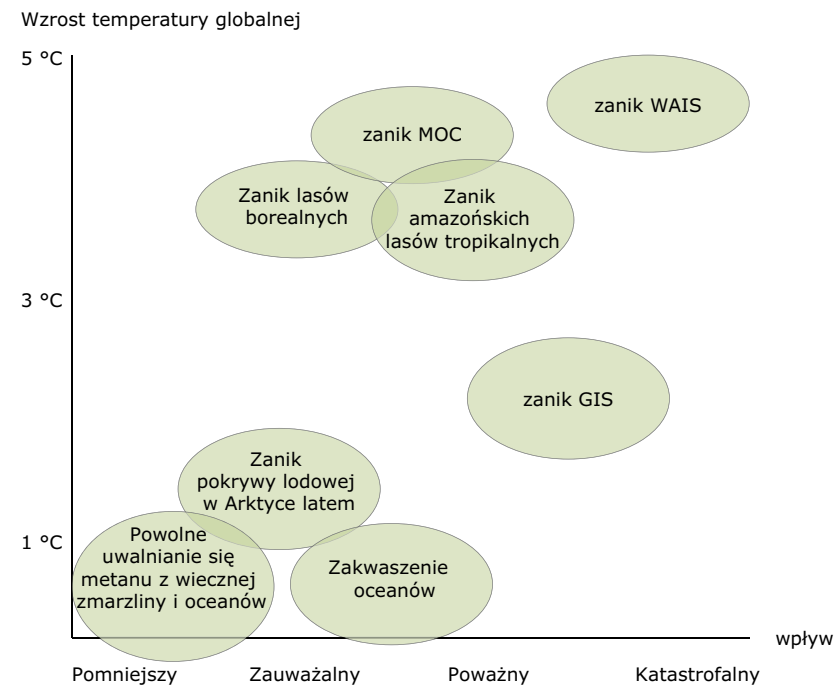 Wzrost temperatury globalnej
5 °C
zanik WAIS
zanik MOC
Zanik lasów
borealnych
Zanik
amazońskich
lasów tropikalnych
3 °C
zanik GIS
Zanik
pokrywy lodowej
w Arktyce latem
1 °C
Powolne
uwalnianie się
metanu z wiecznej
zmarzliny i oceanów
Zakwaszenie
oceanów
wpływ
Pomniejszy
Zauważalny
Poważny
Katastrofalny